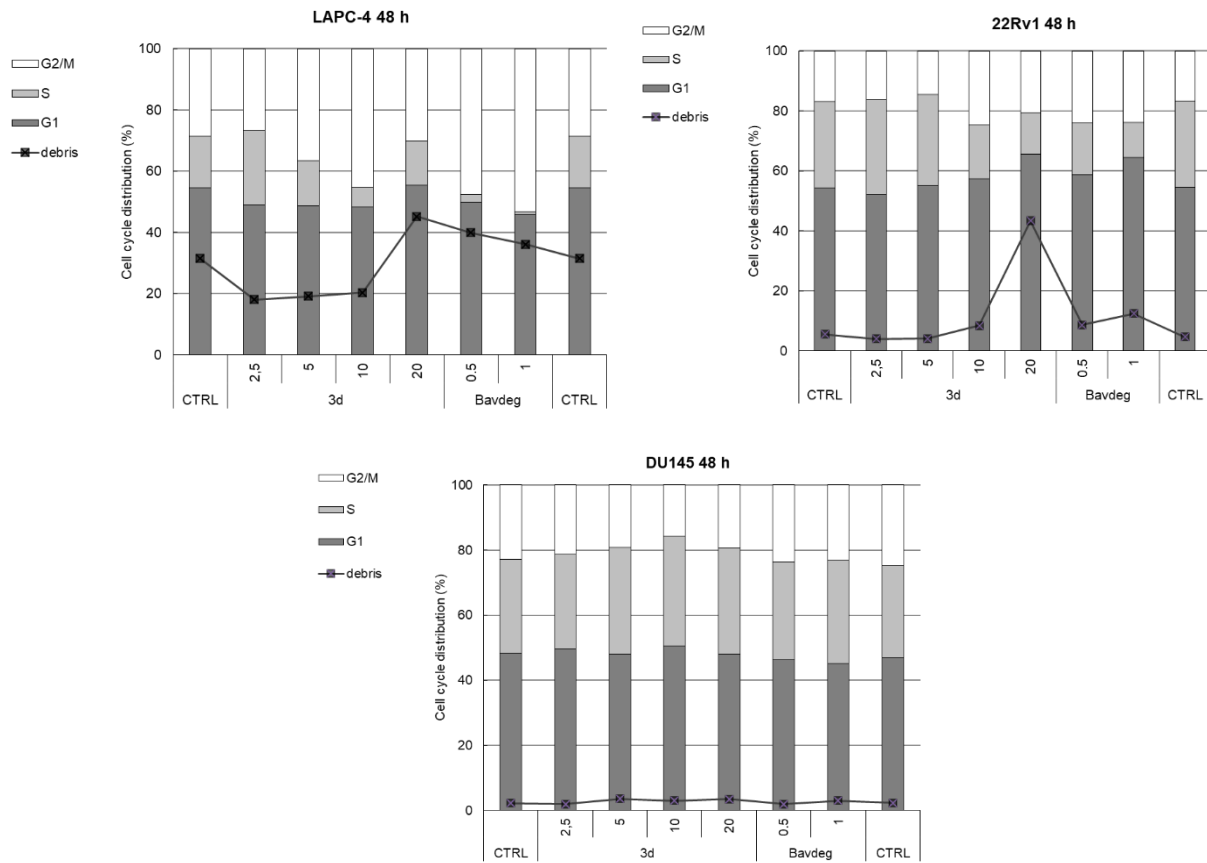 LAPC-4 48 h
G2/M
S
G1
debris
Cell cycle distribution (%)
100
80
60
40
20
0
2,5
5
10
20
0.5
1
CTRL
3d
Bavdeg
CTRL
22Rv1 48 h
G2/M
S
G1
debris
Cell cycle distribution (%)
100
80
60
40
20
0
2,5
5
10
20
0.5
1
CTRL
3d
Bavdeg
CTRL
DU145 48 h
G2/M
S
G1
debris
Cell cycle distribution (%)
100
80
60
40
20
0
2,5
5
10
20
0.5
1
CTRL
3d
Bavdeg
CTRL